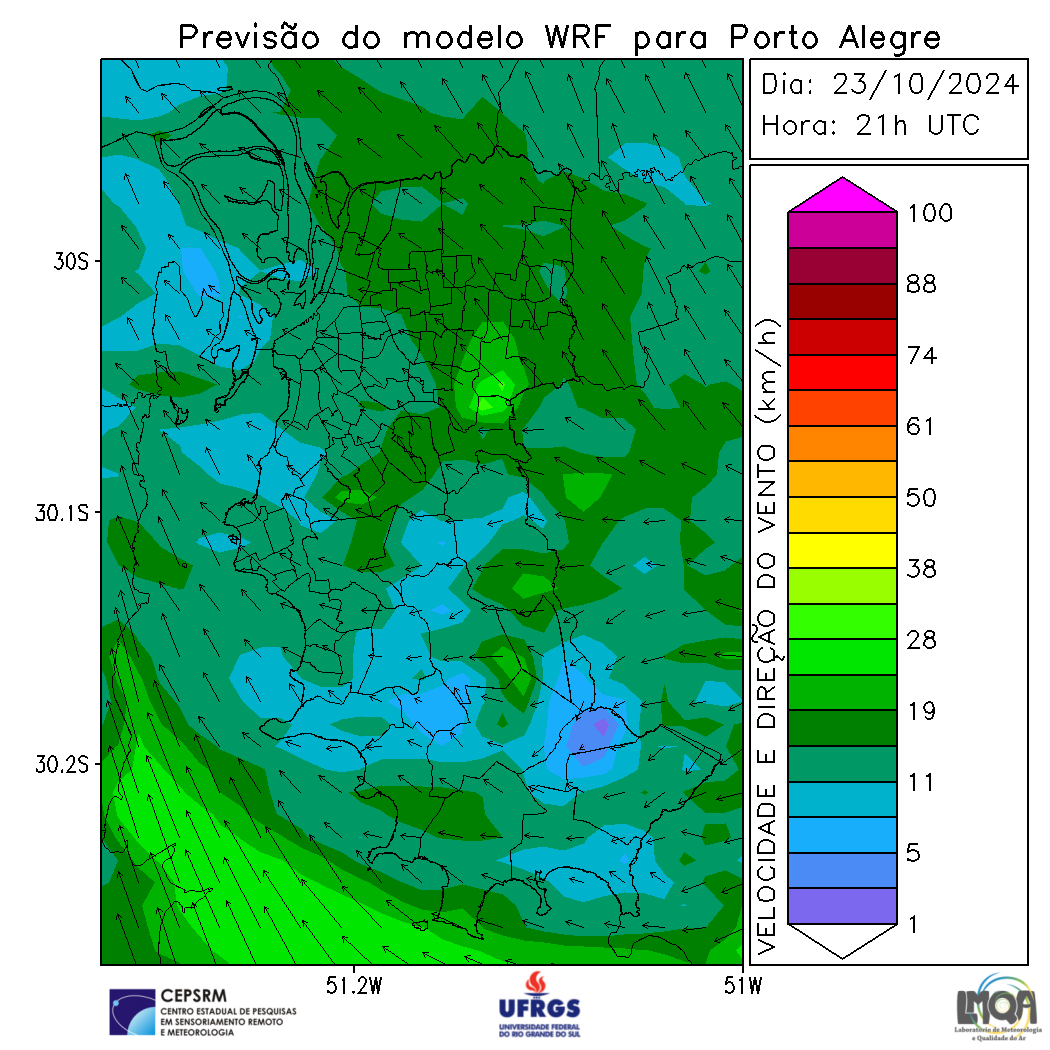 Previsão do modelo WRF para Porto Alegre
Dia: 23/10/2024
Hora: 21h UTC
30S
30.1S
30.2S
51.2W
51W
VELOCIDADE E DIREÇÃO DO VENTO (km/h)
100
88
74
61
50
38
28
19
11
5
1
CEPSRM
CENTRO ESTADUAL DE PESQUISAS
EM SENSORIAMENTO REMOTO
E METEOROLOGIA
UFRGS
UNIVERSIDADE FEDERAL
DO RIO GRANDE DO SUL
LMQA
Laboratório de Meteorologia
e Qualidade do Ar